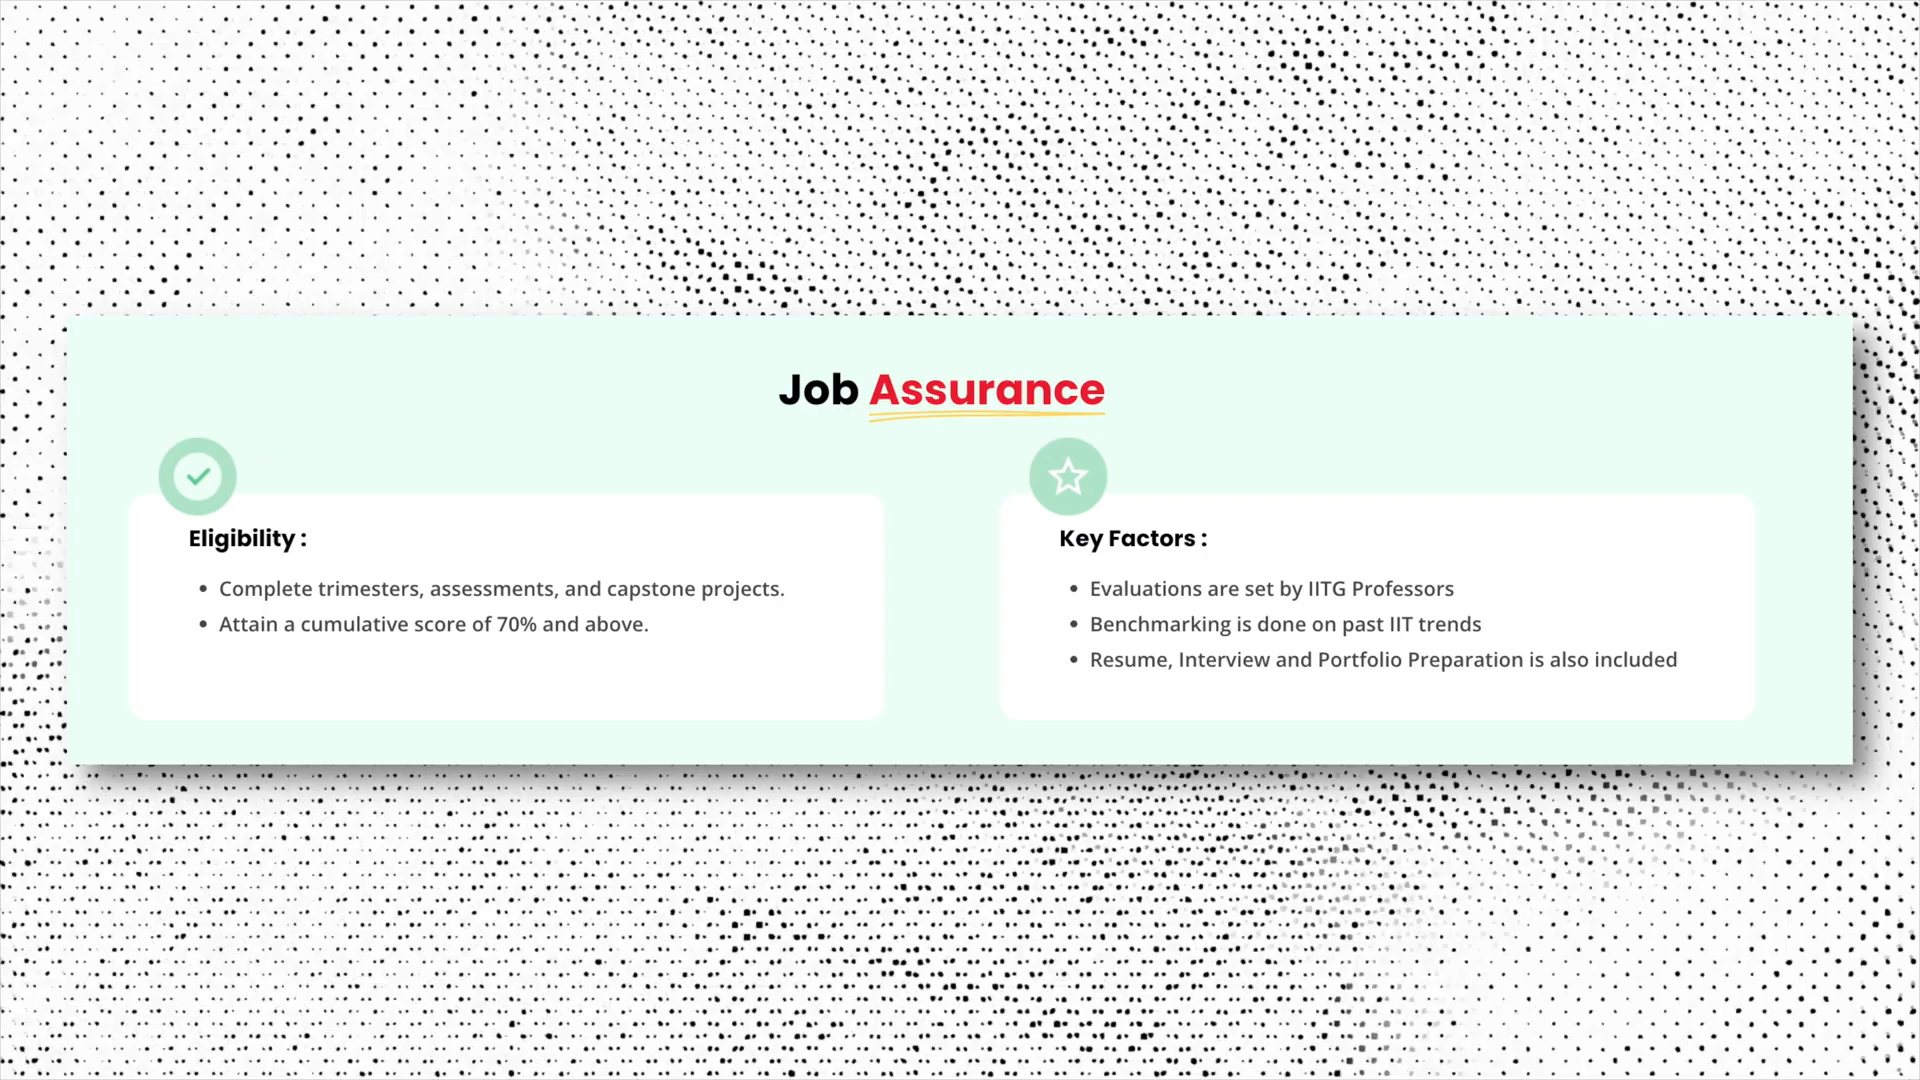 Job Assurance
Eligibility :
• Complete trimesters, assessments, and capstone projects.
• Attain a cumulative score of 70% and above.
Key Factors :
• Evaluations are set by IITG Professors
• Benchmarking is done on past IIT trends
• Resume, Interview and Portfolio Preparation is also included